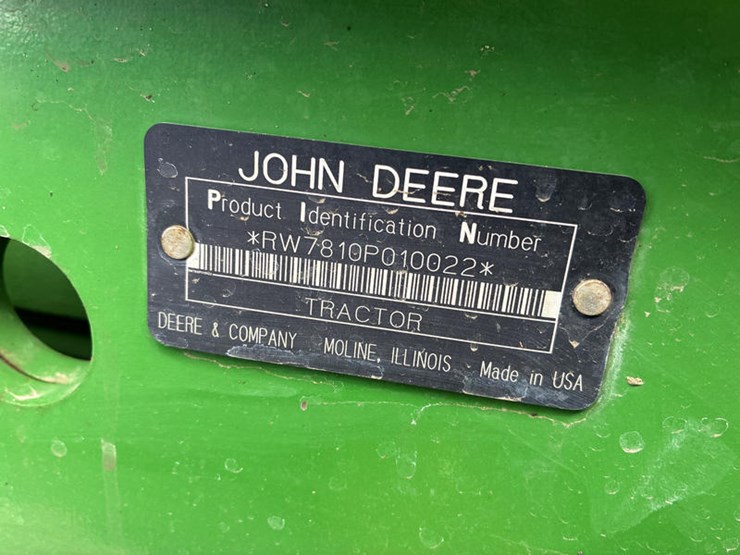 JOHN DEERE
Product Identification Number
*RW7810P010022*
TRACTOR
DEERE & COMPANY MOLINE, ILLINOIS Made in USA